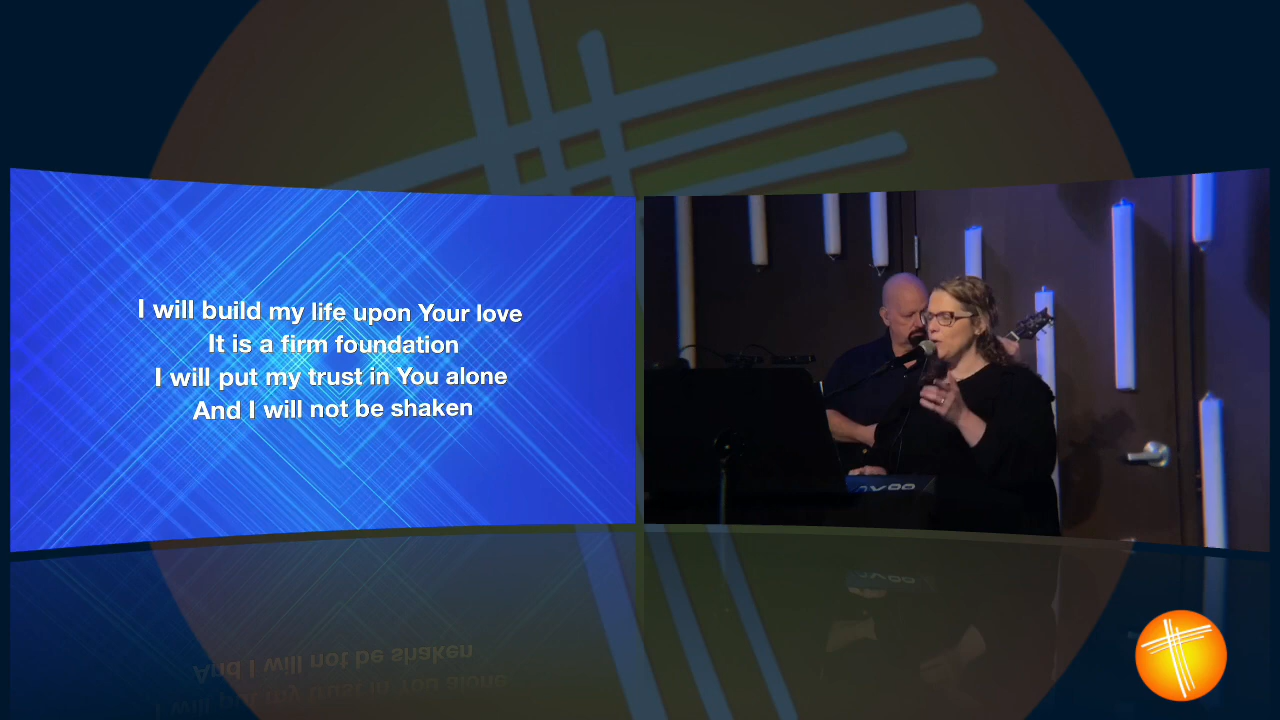 I will build my life upon Your love
It is a firm foundation
I will put my trust in You alone
And I will not be shaken